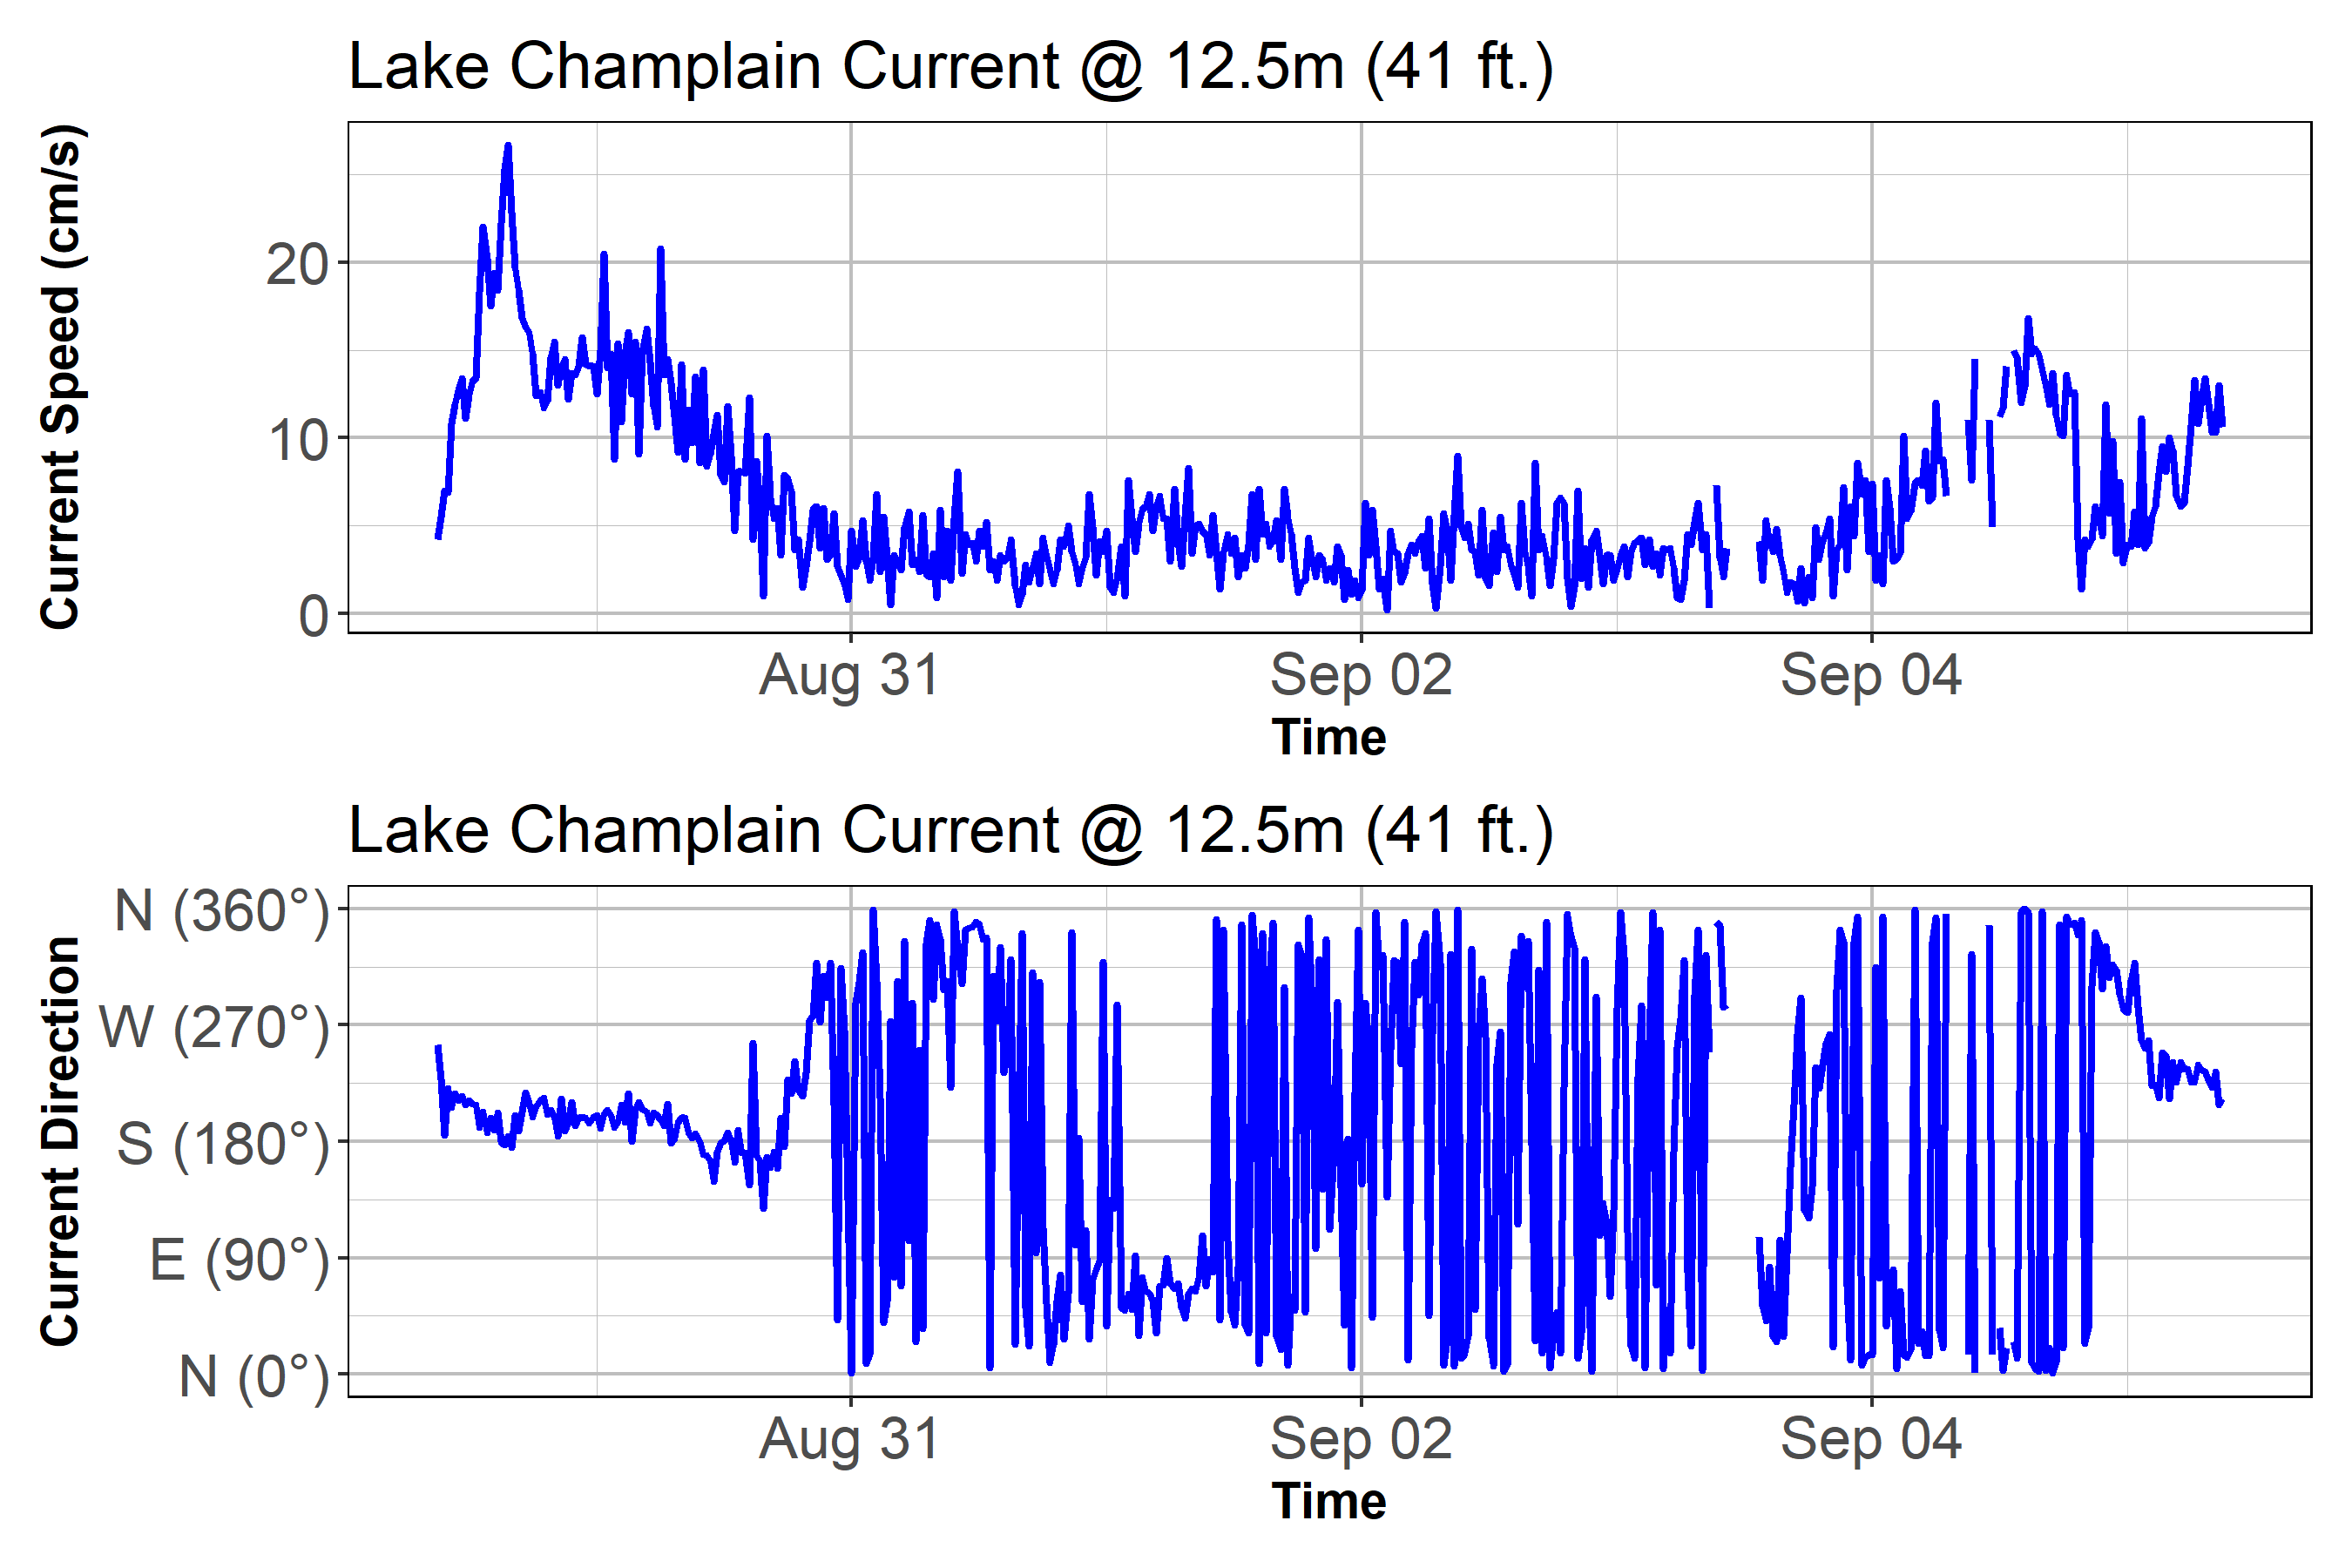 Lake Champlain Current @ 12.5m (41 ft.)
Current Speed (cm/s)
20
10
0
Aug 31 Sep 02 Sep 04
Time
Lake Champlain Current @ 12.5m (41 ft.)
Current Direction
N (360°)
W (270°)
S (180°)
E (90°)
N (0°)
Aug 31 Sep 02 Sep 04
Time